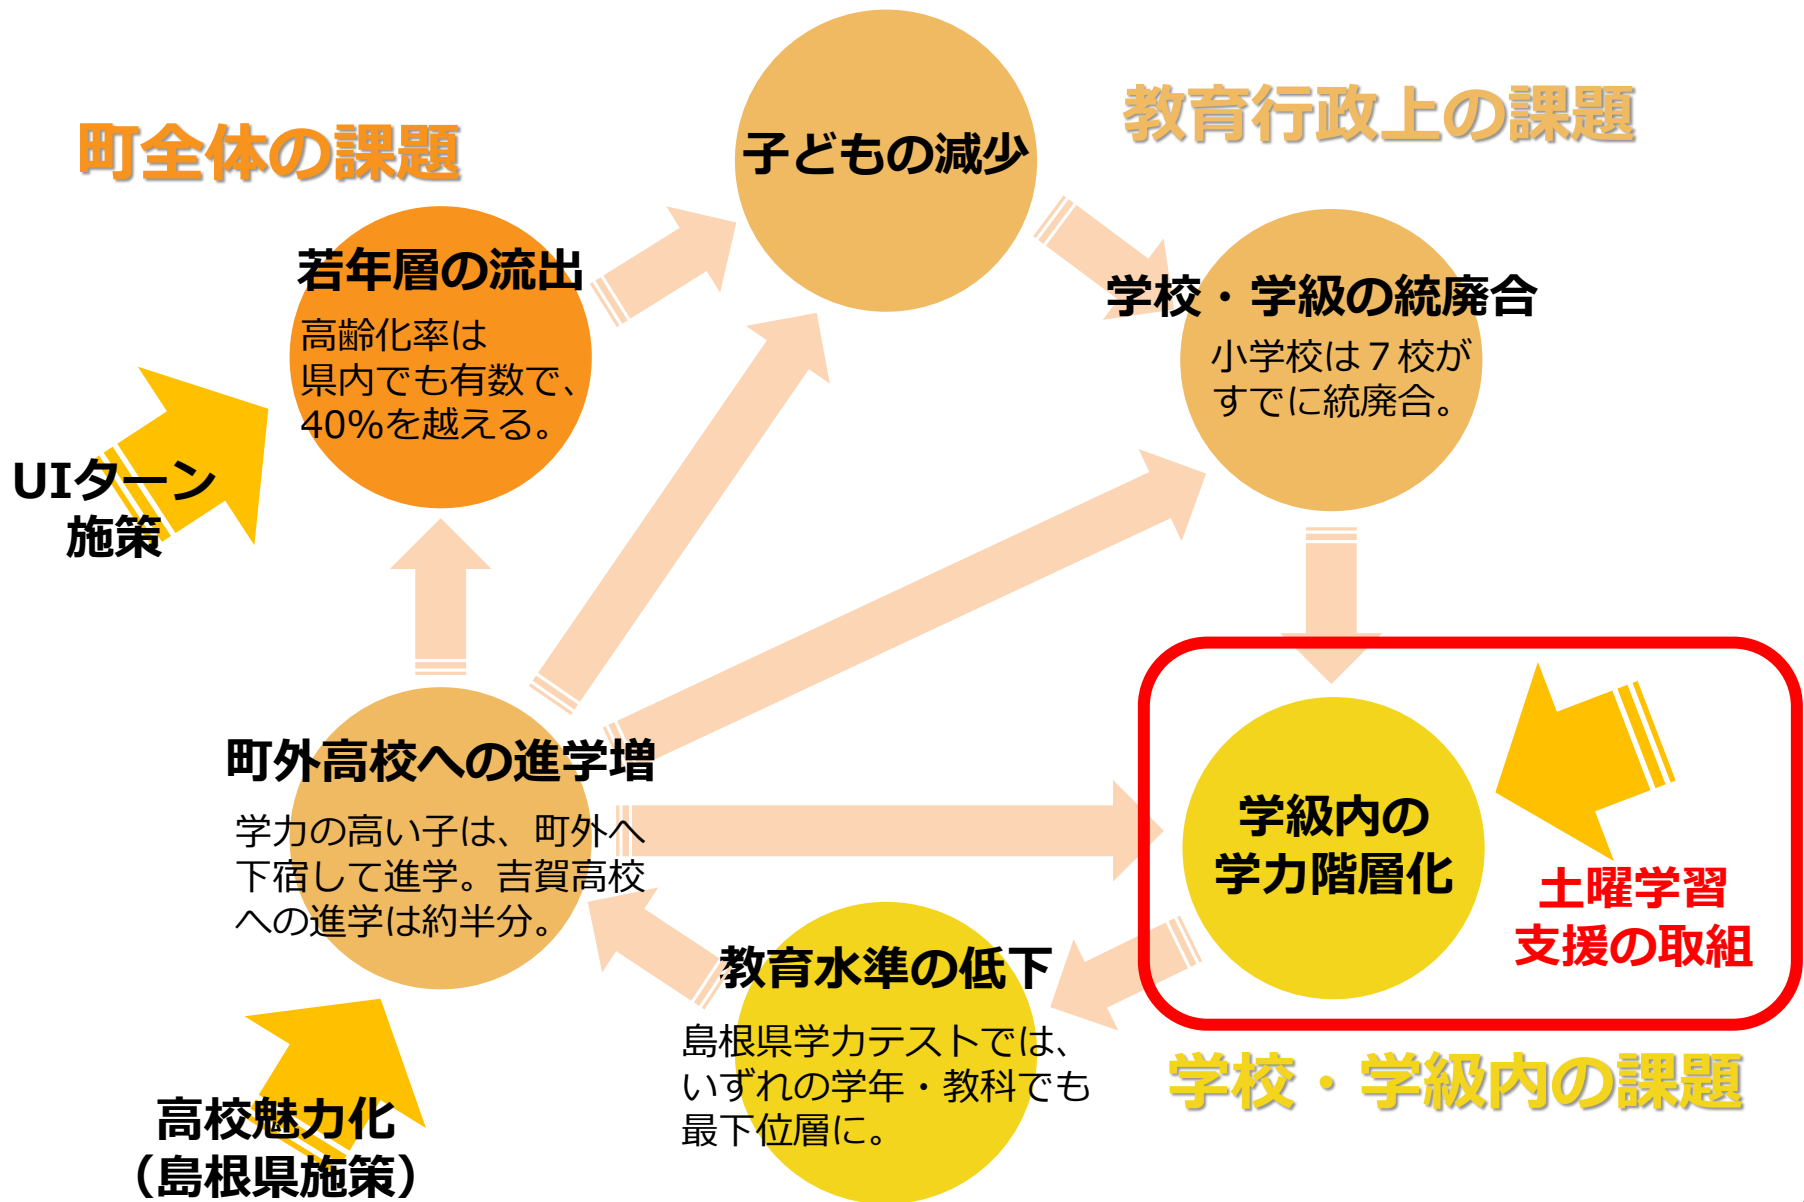 町全体の課題
教育行政上の課題
子どもの減少
若年層の流出
高齢化率は
県内でも有数で、
40%を越える。
学校・学級の統廃合
小学校は７校が
すでに統廃合。
UIターン
施策
町外高校への進学増
学力の高い子は、町外へ
下宿して進学。吉賀高校
への進学は約半分。
学級内の
学力階層化
土曜学習
支援の取組
教育水準の低下
島根県学力テストでは、
いずれの学年・教科でも
最下位層に。
学校・学級内の課題
高校魅力化
（島根県施策）